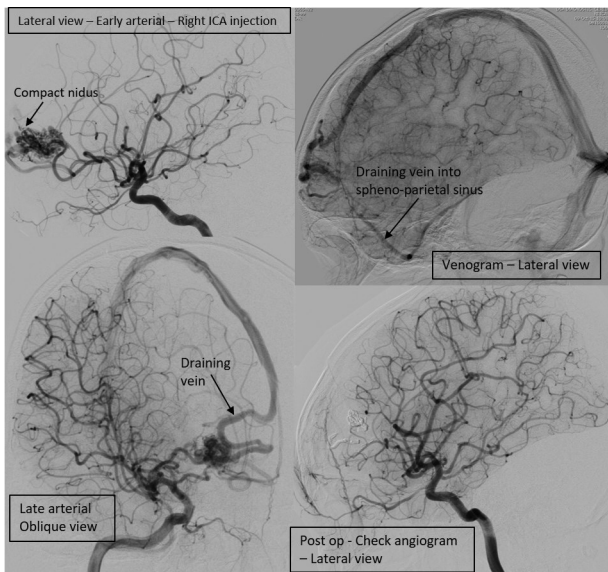 Lateral view – Early arterial – Right ICA injection
Compact nidus
Draining vein into
spheno-parietal sinus
Venogram – Lateral view
Draining
vein
Late arterial
Oblique view
Post op - Check angiogram
– Lateral view